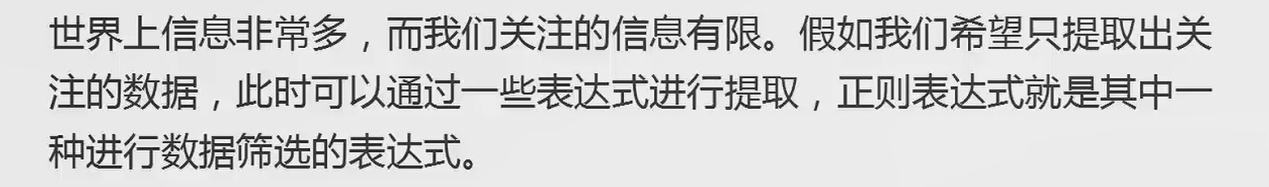 世界上信息非常多，而我们关注的信息有限。假如我们希望只提取出关
注的数据，此时可以通过一些表达式进行提取，正则表达式就是其中一
种进行数据筛选的表达式。